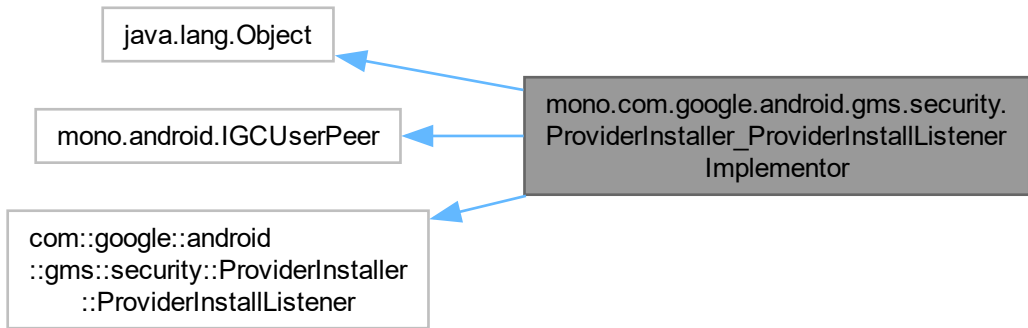 java.lang.Object
mono.android.IGCUserPeer
com::google::android
::gms::security::ProviderInstaller
::ProviderInstallListener
mono.com.google.android.gms.security.
ProviderInstaller_ProviderInstallListener
Implementor